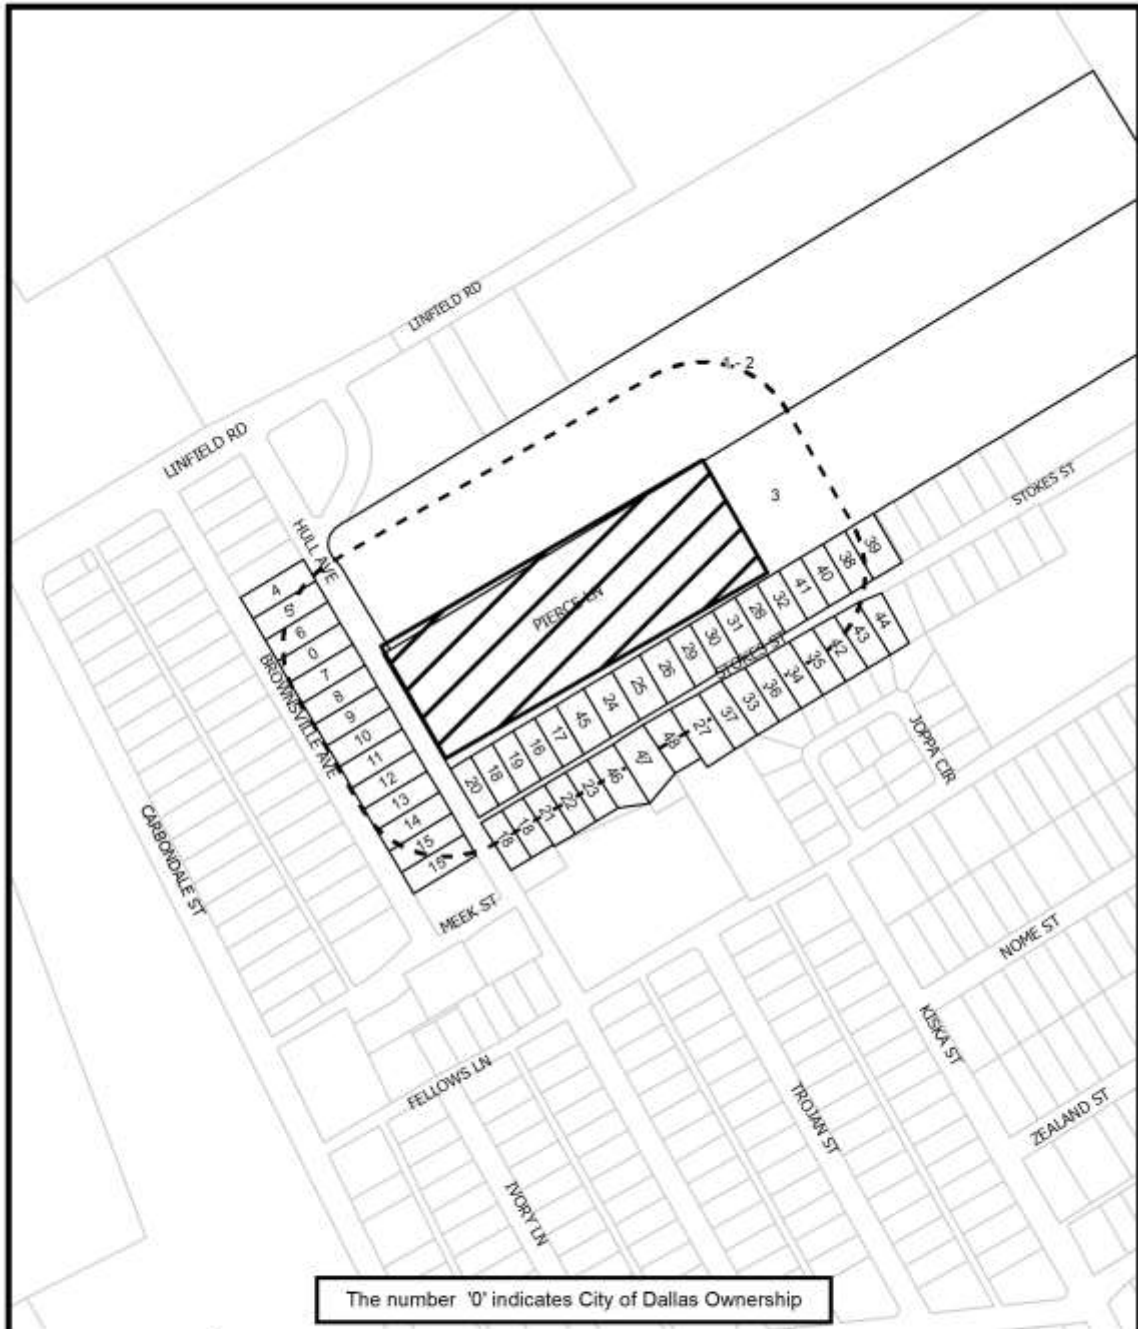 LINFIELD RD
4 - 2
LINFIELD RD
3
STOKES ST
HULL AVE
PIERCE LN
4
5
6
0
7
8
9
10
11
12
13
14
15
15
BROWNSVILLE AVE
20
18
19
16
17
45
24
25
26
29
30
31
28
32
41
40
38
39
STOKES ST
18
18
21
22
23
46
47
48
27
37
33
36
34
35
42
43
44
JOPPA CIR
CARBONDALE ST
MEEK ST
NOME ST
KISKA ST
FELLOWS LN
TROJAN ST
ZEALAND ST
IVORY LN
The number '0' indicates City of Dallas Ownership